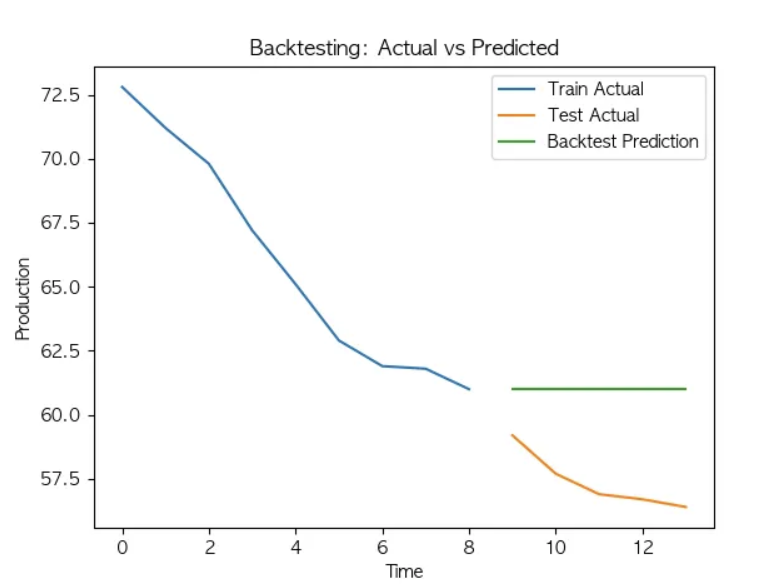 Backtesting: Actual vs Predicted
Train Actual
Test Actual
Backtest Prediction
Production
72.5
70.0
67.5
65.0
62.5
60.0
57.5
0 2 4 6 8 10 12
Time